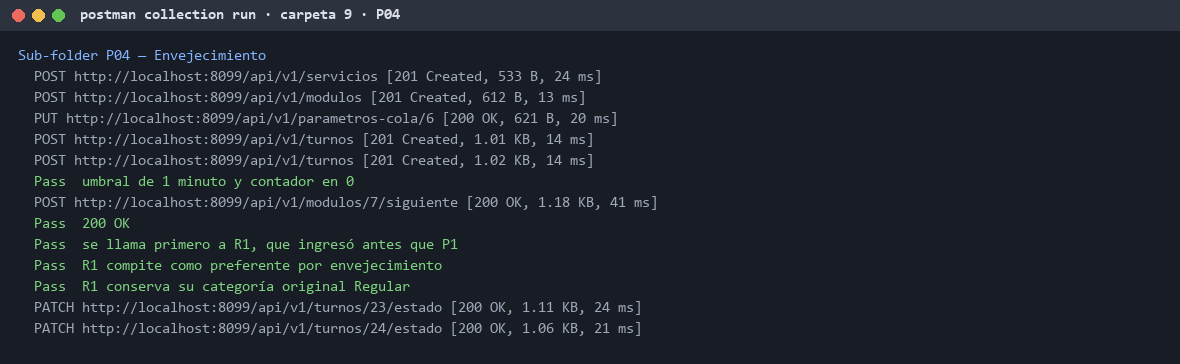 postman collection run · carpeta 9 · P04
Sub-folder P04 — Envejecimiento
POST http://localhost:8099/api/v1/servicios [201 Created, 533 B, 24 ms]
POST http://localhost:8099/api/v1/modulos [201 Created, 612 B, 13 ms]
PUT http://localhost:8099/api/v1/parametros-cola/6 [200 OK, 621 B, 20 ms]
POST http://localhost:8099/api/v1/turnos [201 Created, 1.01 KB, 14 ms]
POST http://localhost:8099/api/v1/turnos [201 Created, 1.02 KB, 14 ms]
Pass  umbral de 1 minuto y contador en 0
POST http://localhost:8099/api/v1/modulos/7/siguiente [200 OK, 1.18 KB, 41 ms]
Pass  200 OK
Pass  se llama primero a R1, que ingresó antes que P1
Pass  R1 compite como preferente por envejecimiento
Pass  R1 conserva su categoría original Regular
PATCH http://localhost:8099/api/v1/turnos/23/estado [200 OK, 1.11 KB, 24 ms]
PATCH http://localhost:8099/api/v1/turnos/24/estado [200 OK, 1.06 KB, 21 ms]